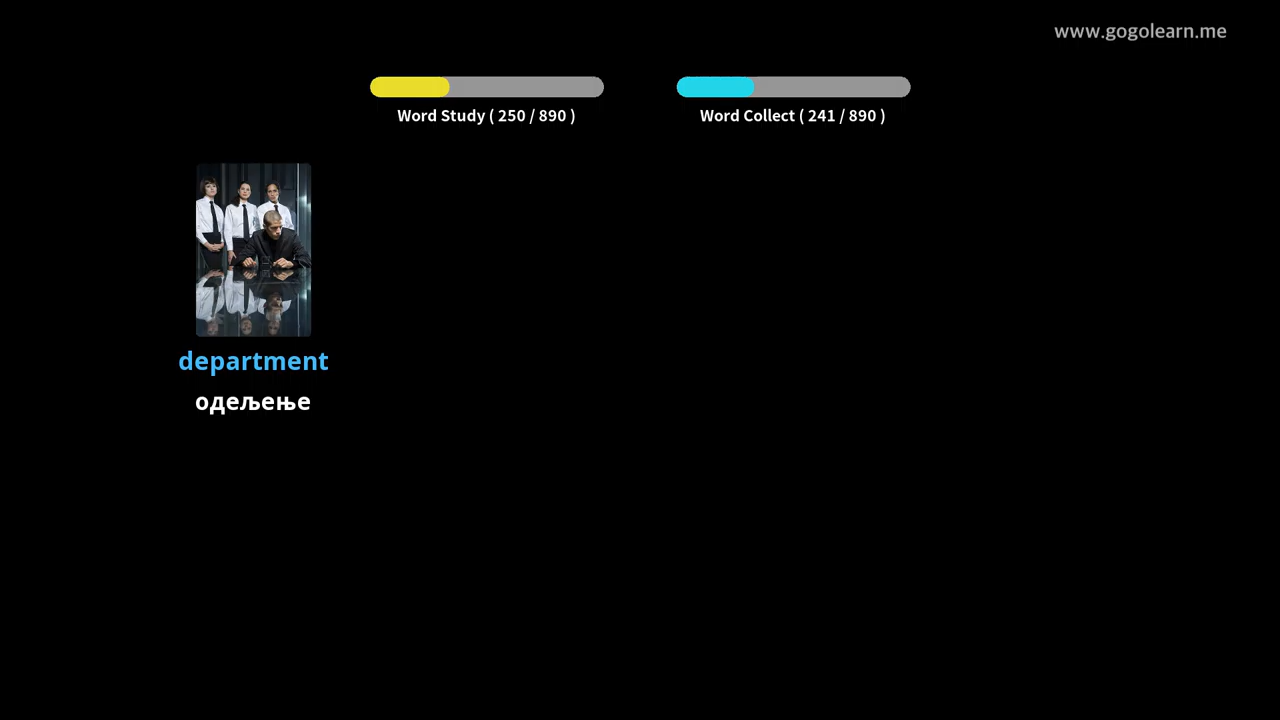 www.gogolearn.me
Word Study ( 250 / 890 )
Word Collect ( 241 / 890 )
department
одељење